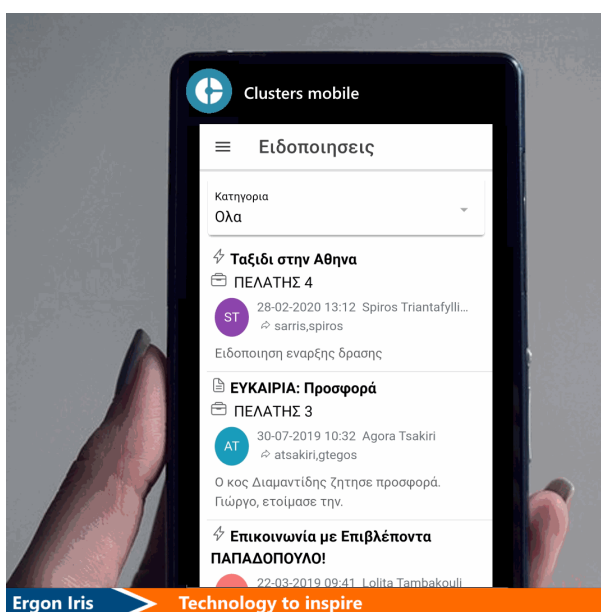 Clusters mobile
Ειδοποιησεις
Κατηγορια
Ολα
Ταξιδι στην Αθηνα
ΠΕΛΑΤΗΣ 4
ST
28-02-2020 13:12 Spiros Triantafylli...
sarris,spiros
Ειδοποιηση εναρξης δρασης
ΕΥΚΑΙΡΙΑ: Προσφορά
ΠΕΛΑΤΗΣ 3
AT
30-07-2019 10:32 Agora Tsakiri
atsakiri,gtegos
Ο κος Διαμαντίδης ζητησε προσφορά.
Γιώργο, ετοίμασε την.
Επικοινωνία με Επιβλέποντα
ΠΑΠΑΔΟΠΟΥΛΟ!
22-03-2019 09:41 Lolita Tambakouli
Ergon Iris
Technology to inspire